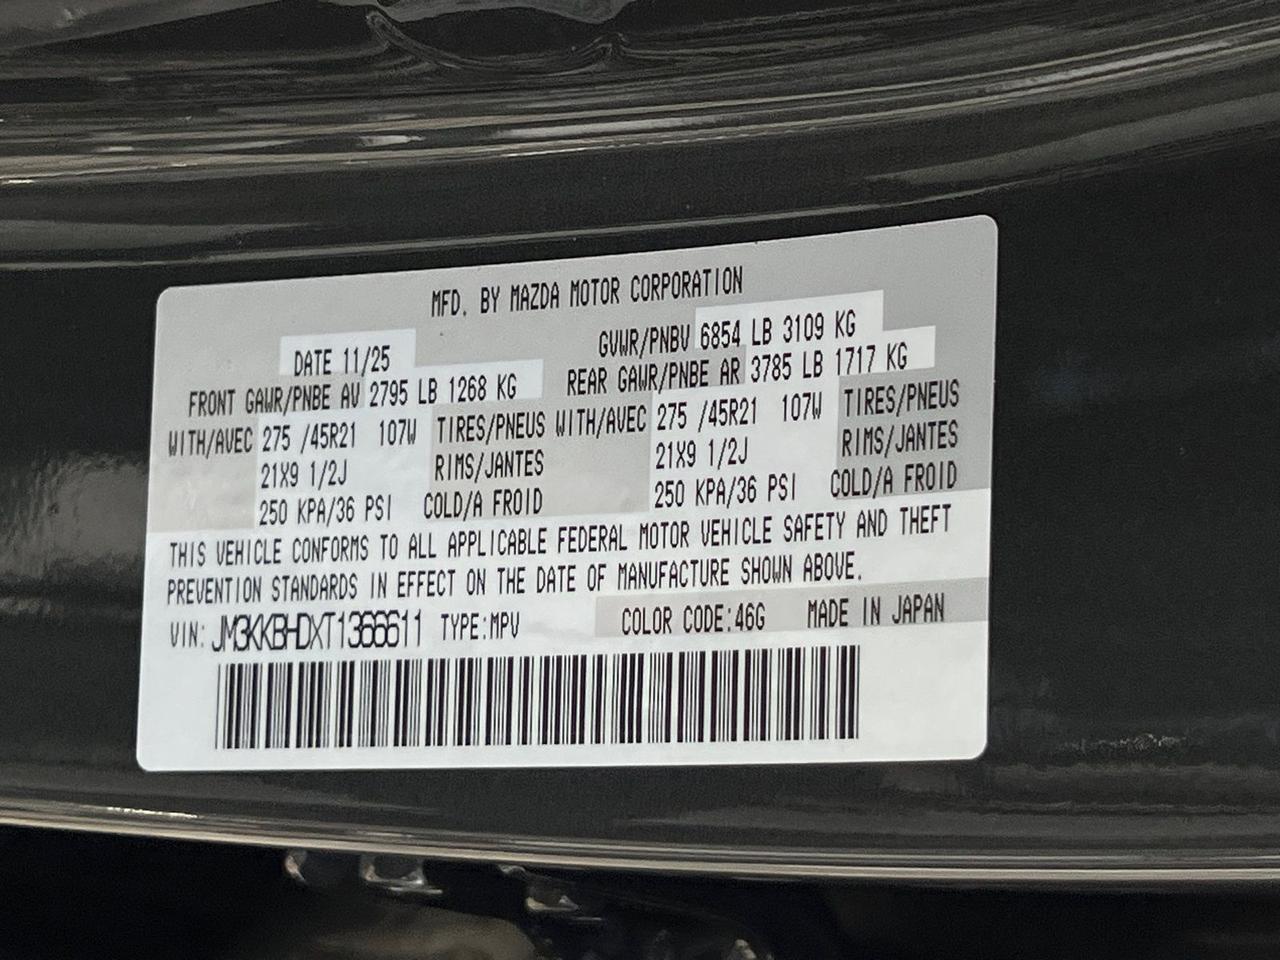 MFD. BY MAZDA MOTOR CORPORATION
DATE 11/25 GVWR/PNBV 6854 LB 3109 KG
FRONT GAWR/PNBE AV 2795 LB 1268 KG REAR GAWR/PNBE AR 3785 LB 1717 KG
WITH/AVEC 275 /45R21 107W TIRES/PNEUS WITH/AVEC 275 /45R21 107W TIRES/PNEUS
21X9 1/2J RIMS/JANTES 21X9 1/2J RIMS/JANTES
250 KPA/36 PSI COLD/A FROID 250 KPA/36 PSI COLD/A FROID
THIS VEHICLE CONFORMS TO ALL APPLICABLE FEDERAL MOTOR VEHICLE SAFETY AND THEFT
PREVENTION STANDARDS IN EFFECT ON THE DATE OF MANUFACTURE SHOWN ABOVE.
VIN: JM3KKBHDXT1366611 TYPE:MPV COLOR CODE:46G MADE IN JAPAN